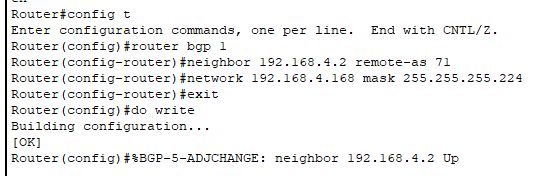 Router#config t
Enter configuration commands, one per line.  End with CNTL/Z.
Router(config)#router bgp 1
Router(config-router)#neighbor 192.168.4.2 remote-as 71
Router(config-router)#network 192.168.4.168 mask 255.255.255.224
Router(config-router)#exit
Router(config)#do write
Building configuration...
[OK]
Router(config)#%BGP-5-ADJCHANGE: neighbor 192.168.4.2 Up